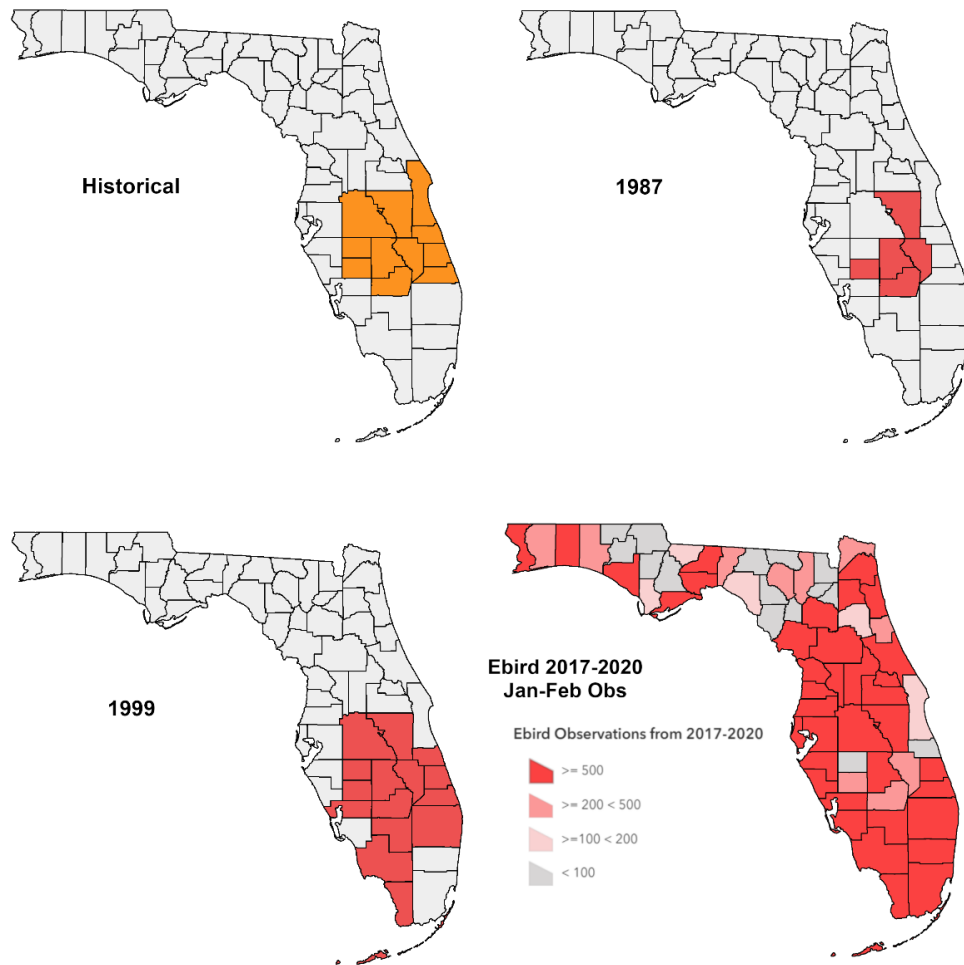 Historical
1987
1999
Ebird 2017-2020
Jan-Feb Obs
Ebird Observations from 2017-2020
>= 500
>= 200 < 500
>=100 < 200
< 100